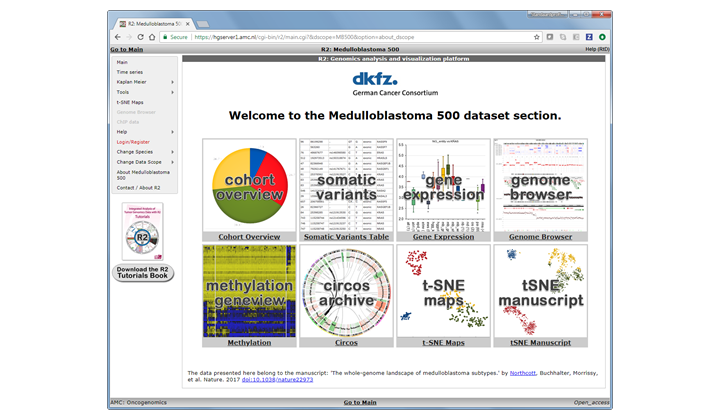 R2: Medulloblastoma 500
Secure | https://hgserver1.amc.nl/cgi-bin/r2/main.cgi?&dscope=MB500&option=about_dscope
Go to Main R2: Medulloblastoma 500 Help (RID)
R2: Genomics analysis and visualization platform
Main
Time series
Kaplan Meier
Tools
t-SNE Maps
Genome Browser
ChIP data
Help
Login/Register
Change Species
Change Data Scope
About Medulloblastoma
500
Contact / About R2
R2
Tutorials
Download the R2
Tutorials Book
dkfz.
German Cancer Consortium
Welcome to the Medulloblastoma 500 dataset section.
cohort
overview
Cohort Overview
somatic
variants
Somatic Variants Table
gene
expression
Gene Expression
genome
browser
Genome Browser
methylation
geneview
Methylation
circos
archive
Circos
t-SNE
maps
t-SNE Maps
tSNE
manuscript
tSNE Manuscript
The data presented here belong to the manuscript: 'The whole-genome landscape of medulloblastoma subtypes.' by Northcott, Buchhalter, Morrissy,
et al. Nature. 2017 doi:10.1038/nature22973
AMC: Oncogenomics Go to Main Open_access